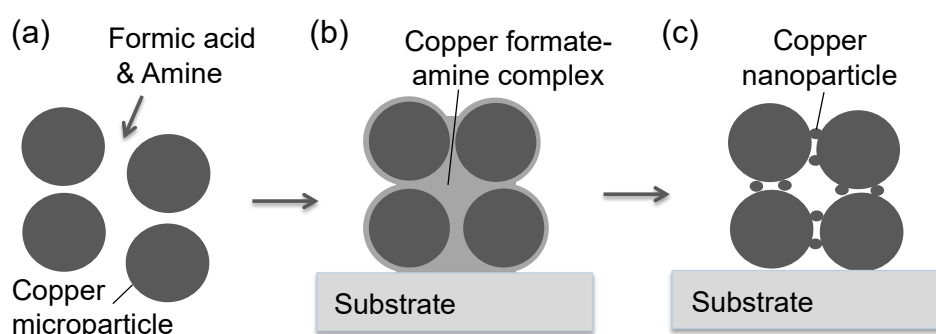 (a)
Formic acid
& Amine
Copper
microparticle
(b)
Copper formate-
amine complex
Substrate
(c)
Copper
nanoparticle
Substrate